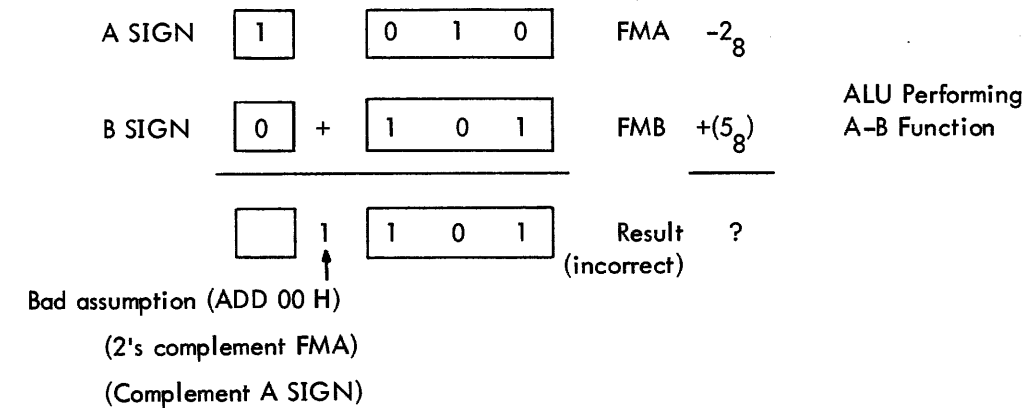 A SIGN 1 0 1 0 FMA -2₈
ALU Performing
B SIGN 0 + 1 0 1 FMB +(5₈) A-B Function
1 1 0 1 Result ?
(incorrect)
Bad assumption (ADD 00 H)
(2's complement FMA)
(Complement A SIGN)